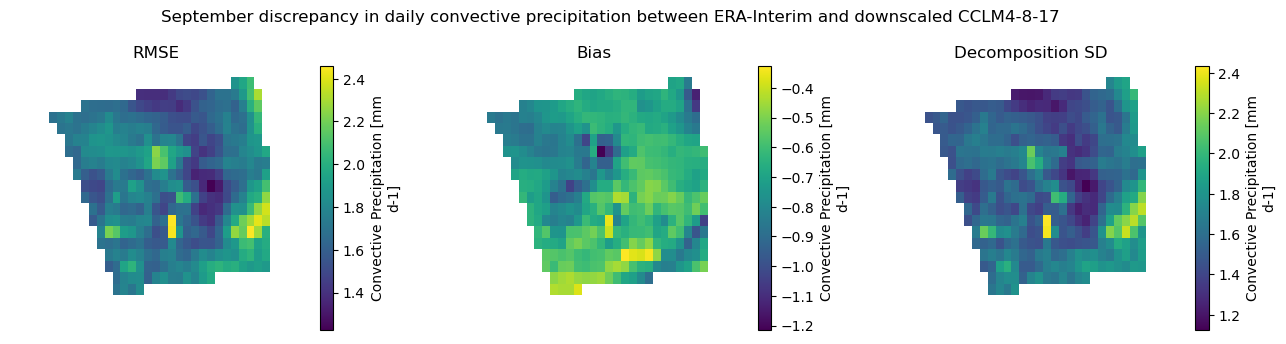 September discrepancy in daily convective precipitation between ERA-Interim and downscaled CCLM4-8-17
RMSE
2.4
2.2
2.0
1.8
1.6
1.4
Convective Precipitation [mm
d-1]
Bias
−0.4
−0.5
−0.6
−0.7
−0.8
−0.9
−1.0
−1.1
−1.2
Convective Precipitation [mm
d-1]
Decomposition SD
2.4
2.2
2.0
1.8
1.6
1.4
1.2
Convective Precipitation [mm
d-1]